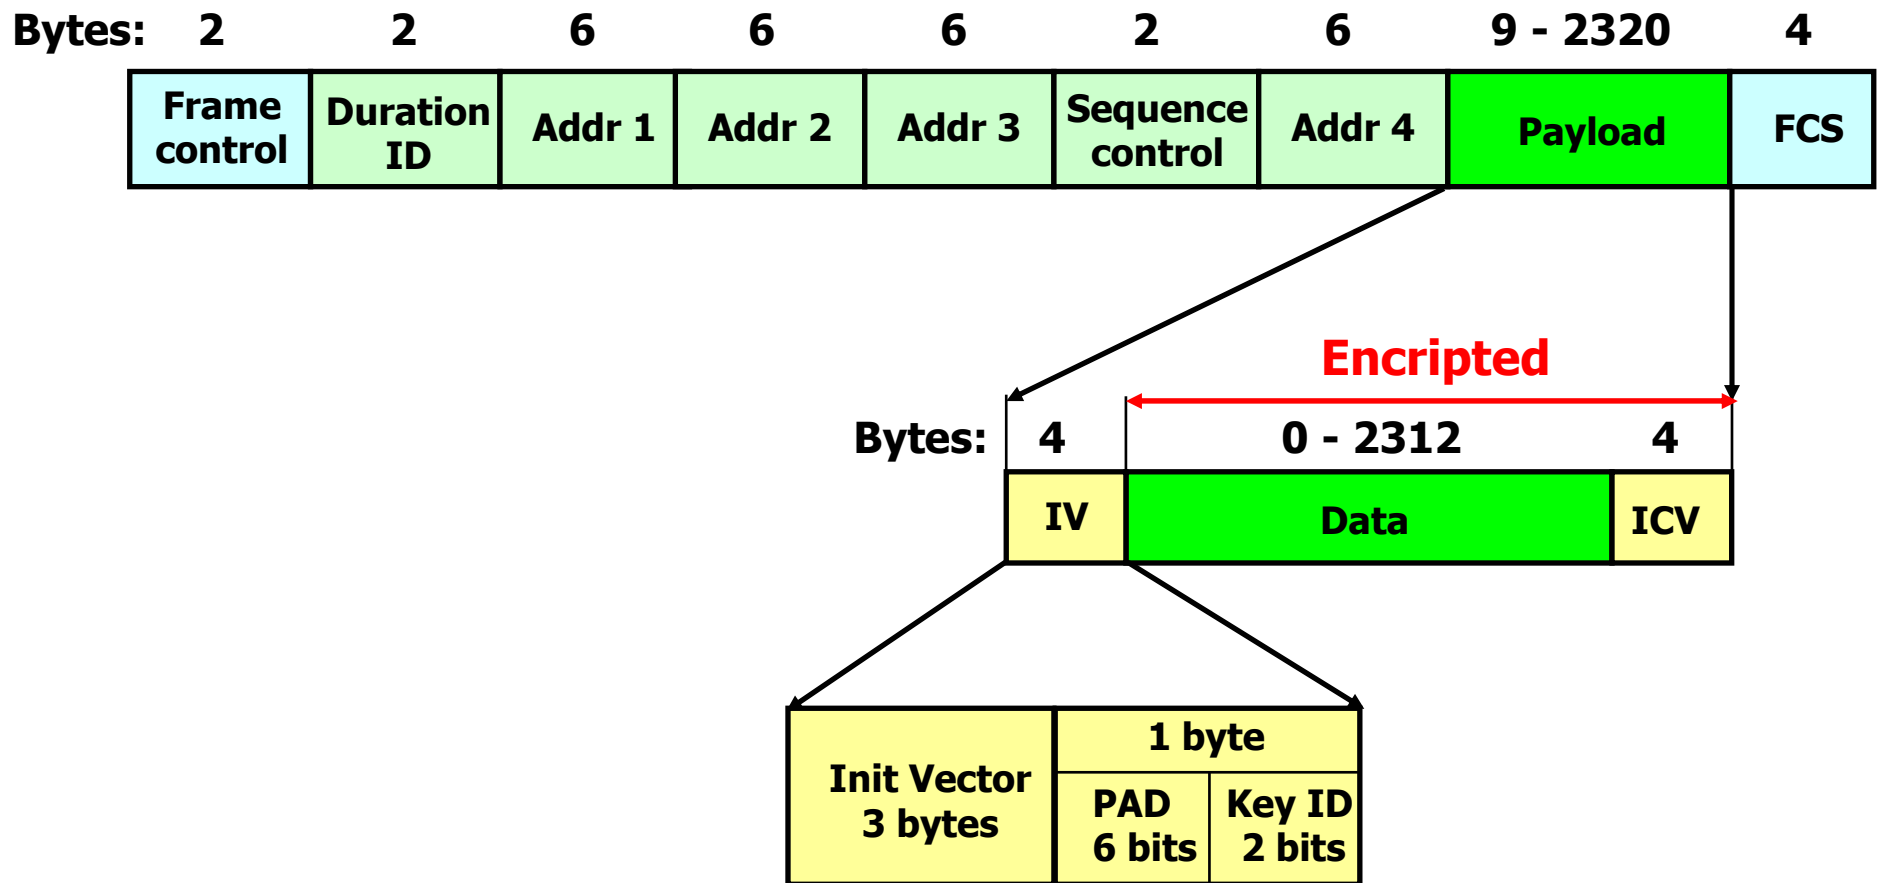 Bytes: 2 2 6 6 6 2 6 9 - 2320 4
Frame control Duration ID Addr 1 Addr 2 Addr 3 Sequence control Addr 4 Payload FCS
Encripted
Bytes: 4 0 - 2312 4
IV Data ICV
Init Vector
3 bytes
1 byte
PAD
6 bits
Key ID
2 bits